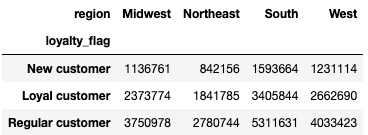 region Midwest Northeast South West
loyalty_flag
New customer 1136761 842156 1593664 1231114
Loyal customer 2373774 1841785 3405844 2662690
Regular customer 3750978 2780744 5311631 4033423